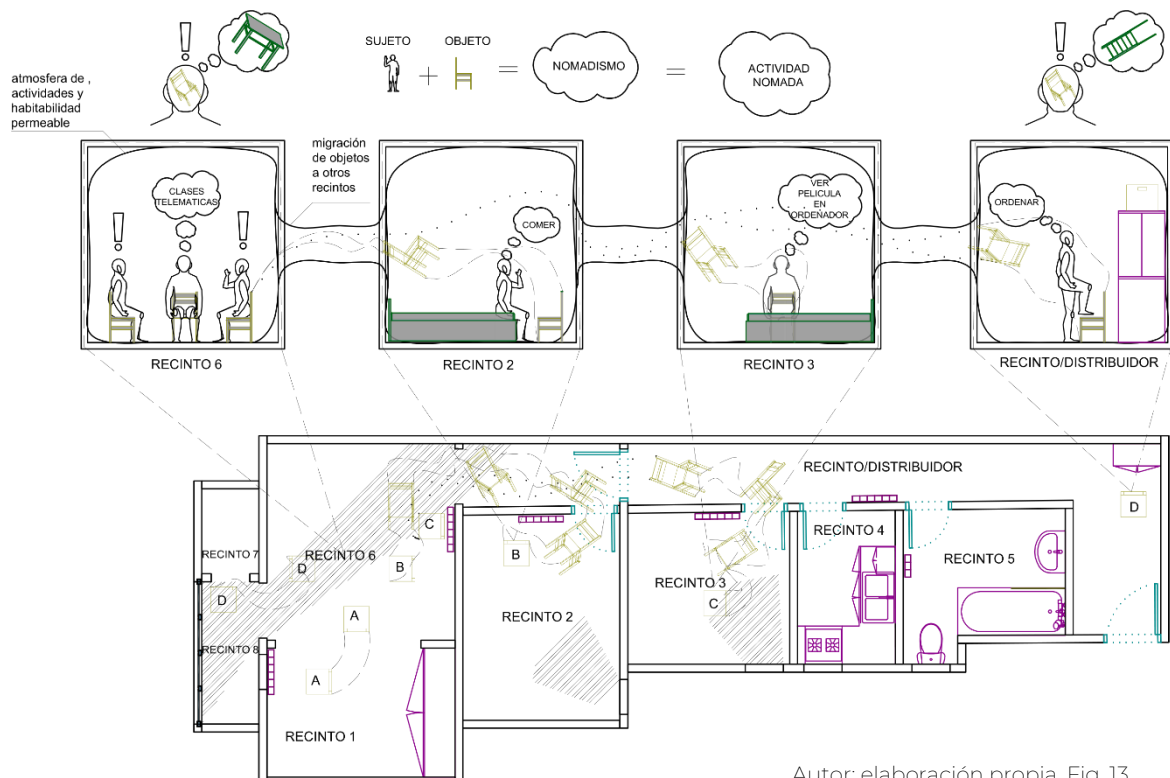 SUJETO
OBJETO
+
=
NOMADISMO
=
ACTIVIDAD
NOMADA
!
!
atmosfera de ,
actividades y
habitabilidad
permeable
migración
de objetos
a otros
recintos
CLASES
TELEMATICAS
!
!
COMER
VER
PELICULA
EN
ORDEÑADOR
ORDENAR
RECINTO 6
RECINTO 2
RECINTO 3
RECINTO/DISTRIBUIDOR
RECINTO/DISTRIBUIDOR
D
C
RECINTO 4
RECINTO 7
RECINTO 6
D
B
B
RECINTO 5
RECINTO 3
D
A
C
RECINTO 2
RECINTO 8
A
RECINTO 1
Autor: elaboración propia. Fig. 13